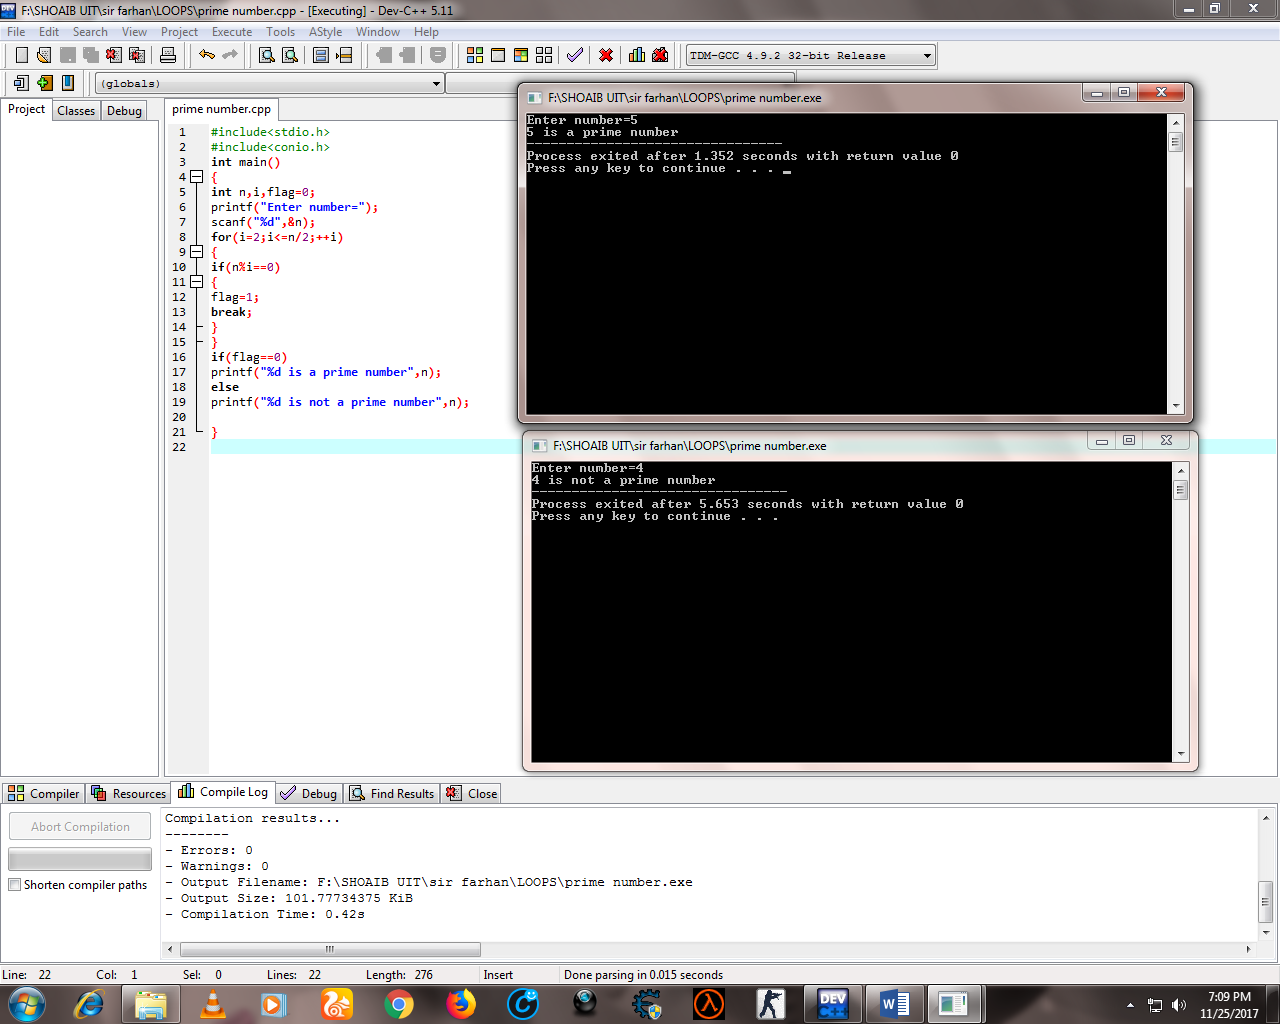 F:\SHOAIB UIT\sir farhan\LOOPS\prime number.cpp - [Executing] - Dev-C++ 5.11
File Edit Search View Project Execute Tools AStyle Window Help
TDM-GCC 4.9.2 32-bit Release
(globals)
Project Classes Debug
prime number.cpp
1 #include<stdio.h>
2 #include<conio.h>
3 int main()
4 {
5 int n,i,flag=0;
6 printf("Enter number=");
7 scanf("%d",&n);
8 for(i=2;i<=n/2;++i)
9 {
10 if(n%i==0)
11 {
12 flag=1;
13 break;
14 }
15 }
16 if(flag==0)
17 printf("%d is a prime number",n);
18 else
19 printf("%d is not a prime number",n);
20
21 }
22
F:\SHOAIB UIT\sir farhan\LOOPS\prime number.exe
Enter number=5
5 is a prime number
--------------------------------
Process exited after 1.352 seconds with return value 0
Press any key to continue . . .
F:\SHOAIB UIT\sir farhan\LOOPS\prime number.exe
Enter number=4
4 is not a prime number
--------------------------------
Process exited after 5.653 seconds with return value 0
Press any key to continue . . .
Compiler Resources Compile Log Debug Find Results Close
Abort Compilation
Shorten compiler paths
Compilation results...
--------
- Errors: 0
- Warnings: 0
- Output Filename: F:\SHOAIB UIT\sir farhan\LOOPS\prime number.exe
- Output Size: 101.77734375 KiB
- Compilation Time: 0.42s
Line: 22 Col: 1 Sel: 0 Lines: 22 Length: 276 Insert Done parsing in 0.015 seconds
DEV C++
W
7:09 PM
11/25/2017